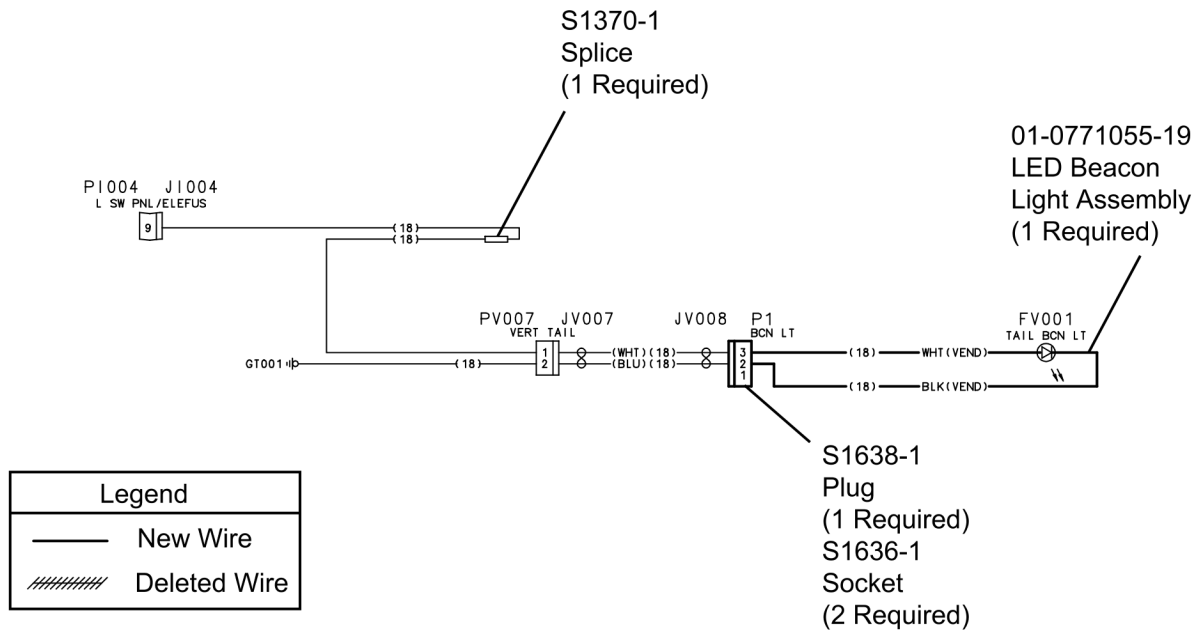 S1370-1
Splice
(1 Required)
01-0771055-19
LED Beacon
Light Assembly
(1 Required)
PI004 JI004
L SW PNL/ELEFUS
9
(18)
(18)
PV007 JV007
VERT TAIL
JV008 P1
BCN LT
FV001
TAIL BCN LT
1 (WHT)(18) 3 (18) WHT(VEND)
GT001 (18) 2 (BLU)(18) 2
1 (18) BLK(VEND)
S1638-1
Plug
(1 Required)
S1636-1
Socket
(2 Required)
Legend
New Wire
Deleted Wire